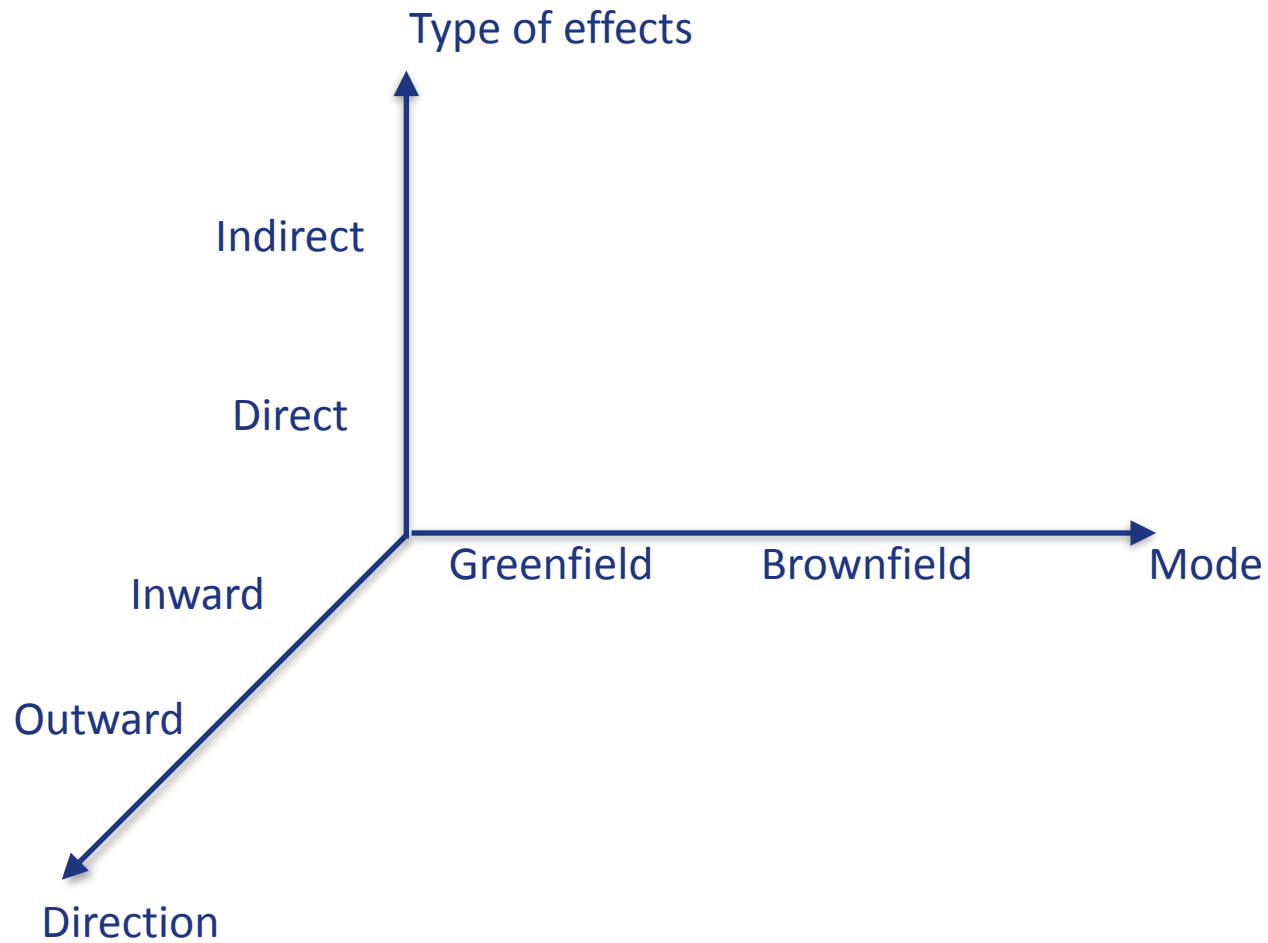 Type of effects
Indirect
Direct
Greenfield
Brownfield
Mode
Inward
Outward
Direction